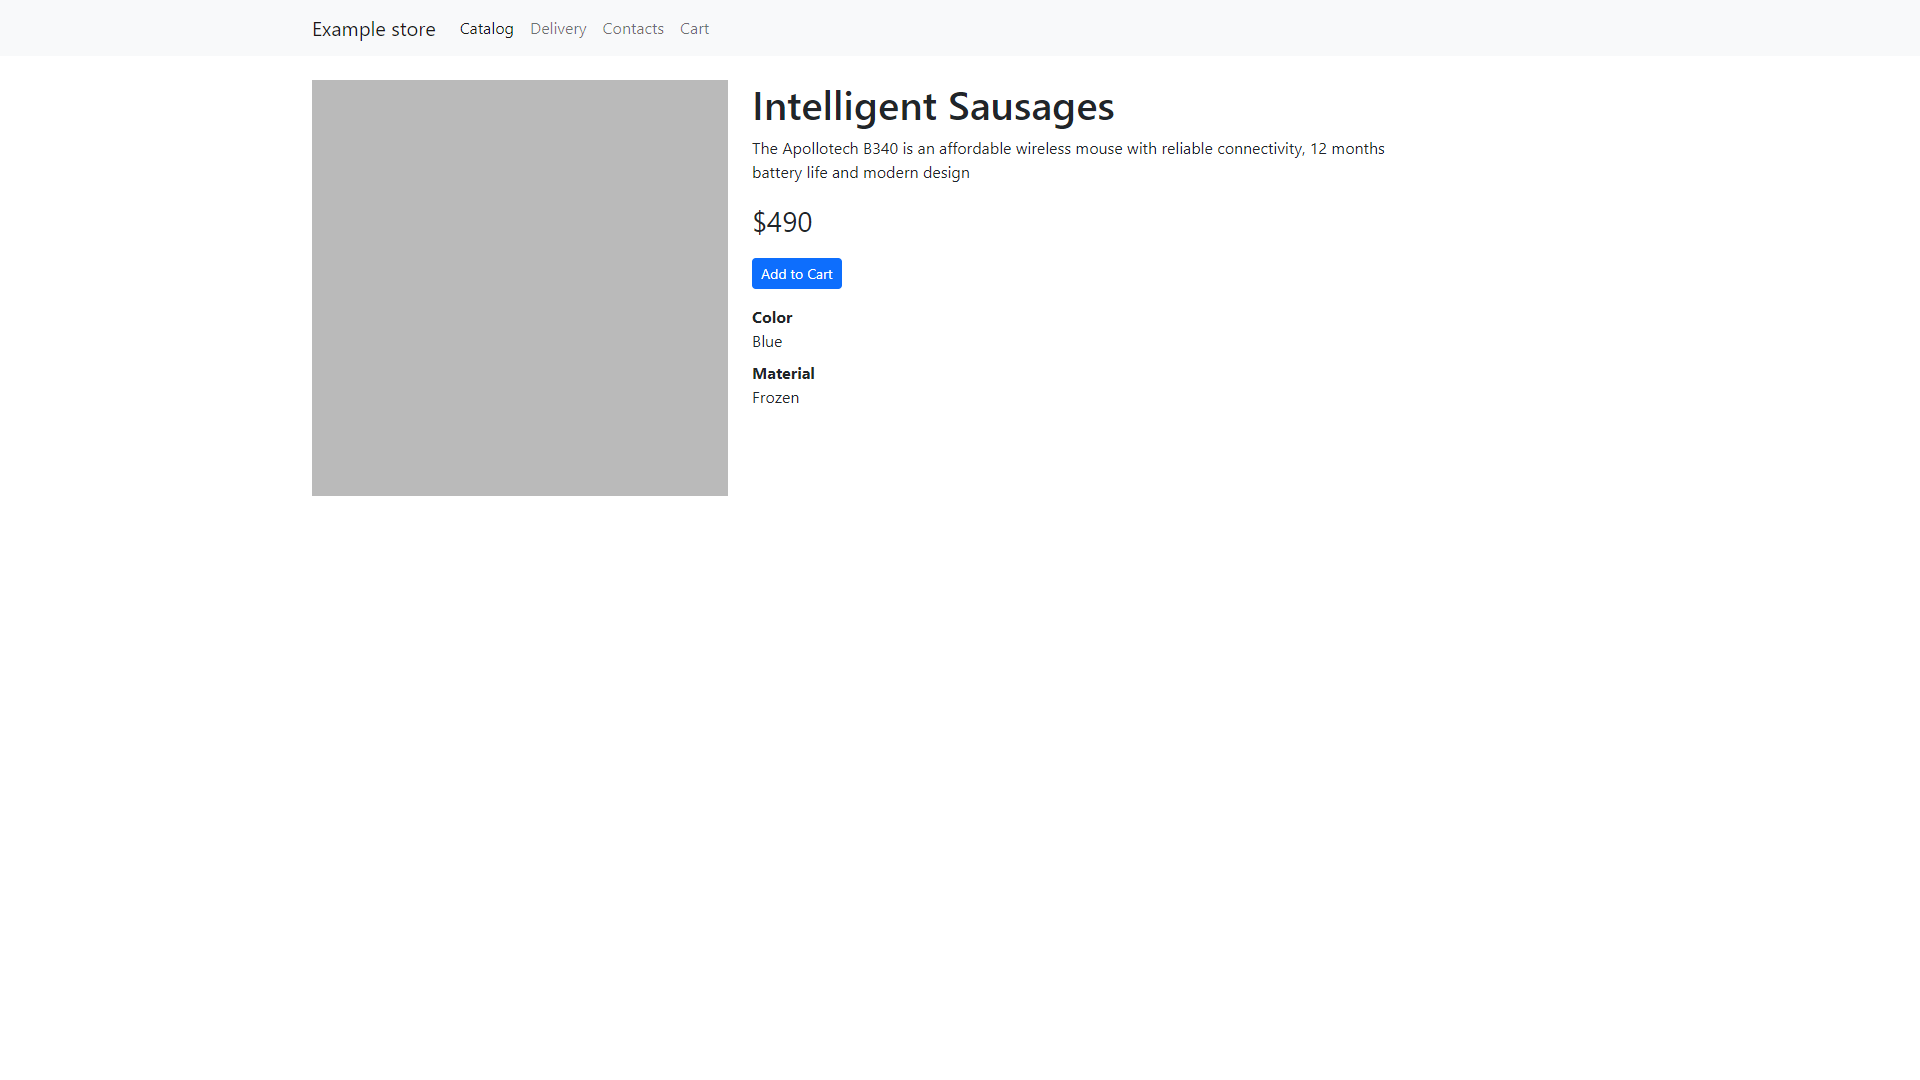 Example store Catalog Delivery Contacts Cart
Intelligent Sausages
The Apollotech B340 is an affordable wireless mouse with reliable connectivity, 12 months
battery life and modern design
$490
Add to Cart
Color
Blue
Material
Frozen